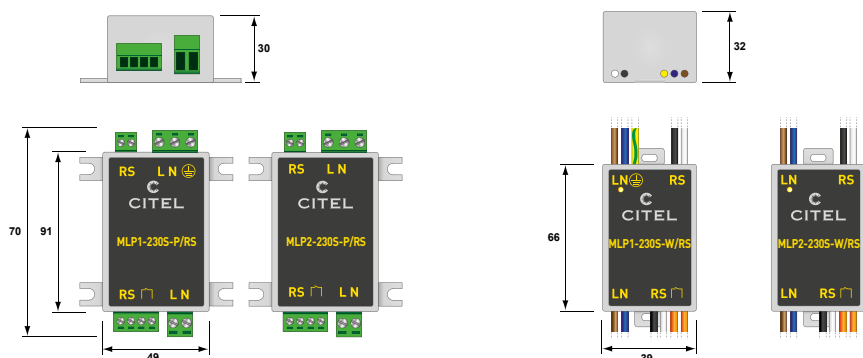 30
32
70
91
49
RS L N
C
CITEL
MLP1-230S-P/RS
RS L N
RS L N
C
CITEL
MLP2-230S-P/RS
RS L N
66
39
LN RS
C
CITEL
MLP1-230S-W/RS
LN RS
LN RS
C
CITEL
MLP2-230S-W/RS
LN RS